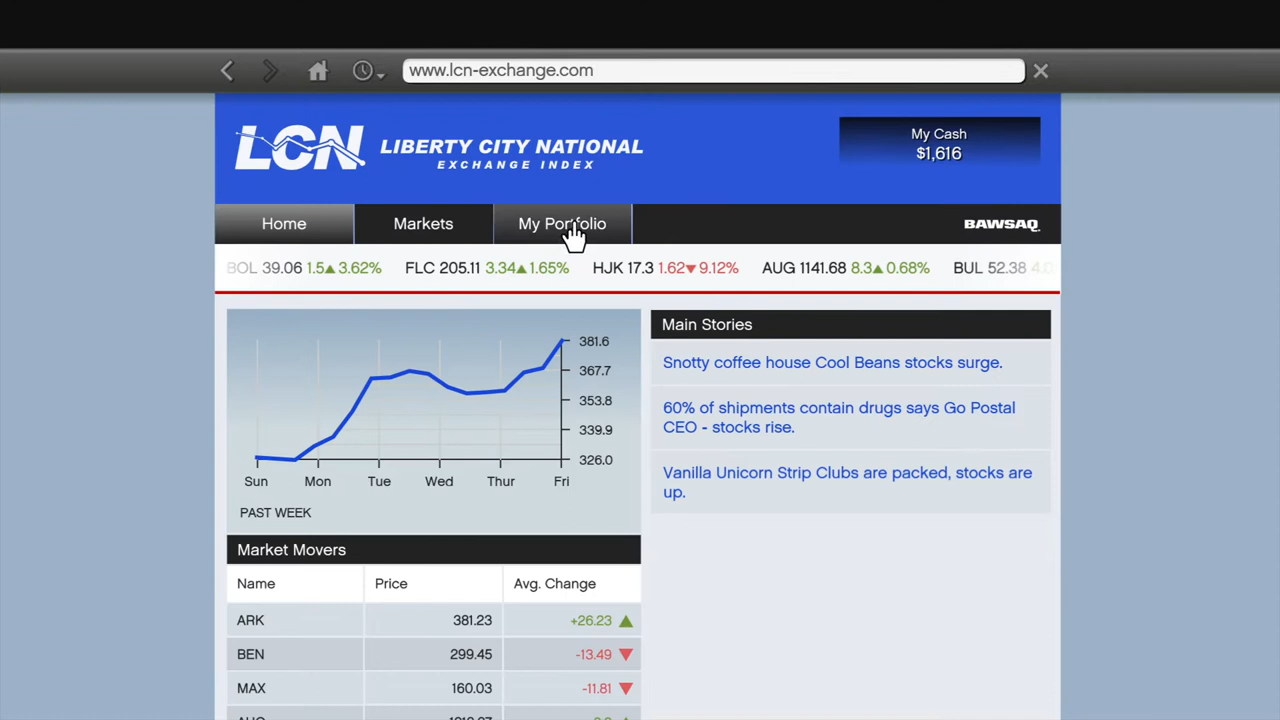 www.lcn-exchange.com
LCN LIBERTY CITY NATIONAL
EXCHANGE INDEX
My Cash
$1,616
Home Markets My Portfolio BAWSAQ
BOL 39.06 1.5▲3.62% FLC 205.11 3.34▲1.65% HJK 17.3 1.62▼9.12% AUG 1141.68 8.3▲0.68% BUL 52.38 4.0
381.6
367.7
353.8
339.9
326.0
Sun Mon Tue Wed Thur Fri
PAST WEEK
Main Stories
Snotty coffee house Cool Beans stocks surge.
60% of shipments contain drugs says Go Postal
CEO - stocks rise.
Vanilla Unicorn Strip Clubs are packed, stocks are
up.
Market Movers
Name Price Avg. Change
ARK 381.23 +26.23 ▲
BEN 299.45 -13.49 ▼
MAX 160.03 -11.81 ▼